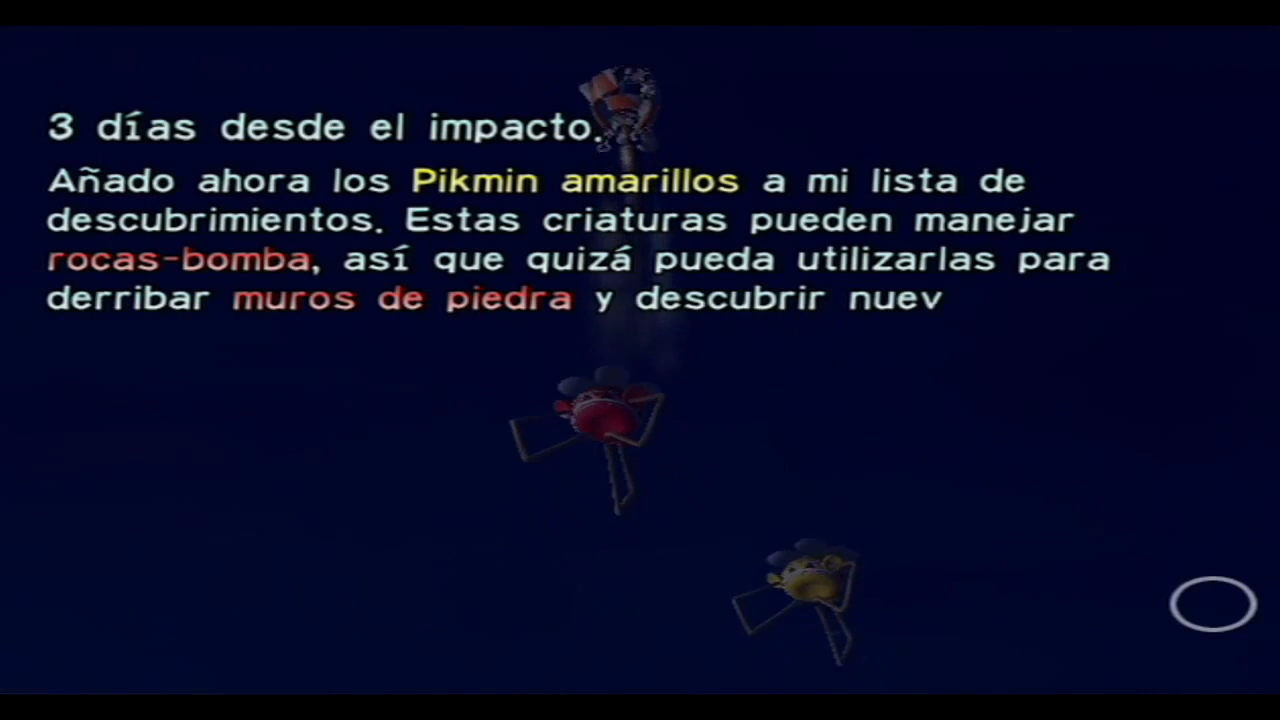 3 días desde el impacto.
Añado ahora los Pikmin amarillos a mi lista de
descubrimientos. Estas criaturas pueden manejar
rocas-bomba, así que quizá pueda utilizarlas para
derribar muros de piedra y descubrir nuev